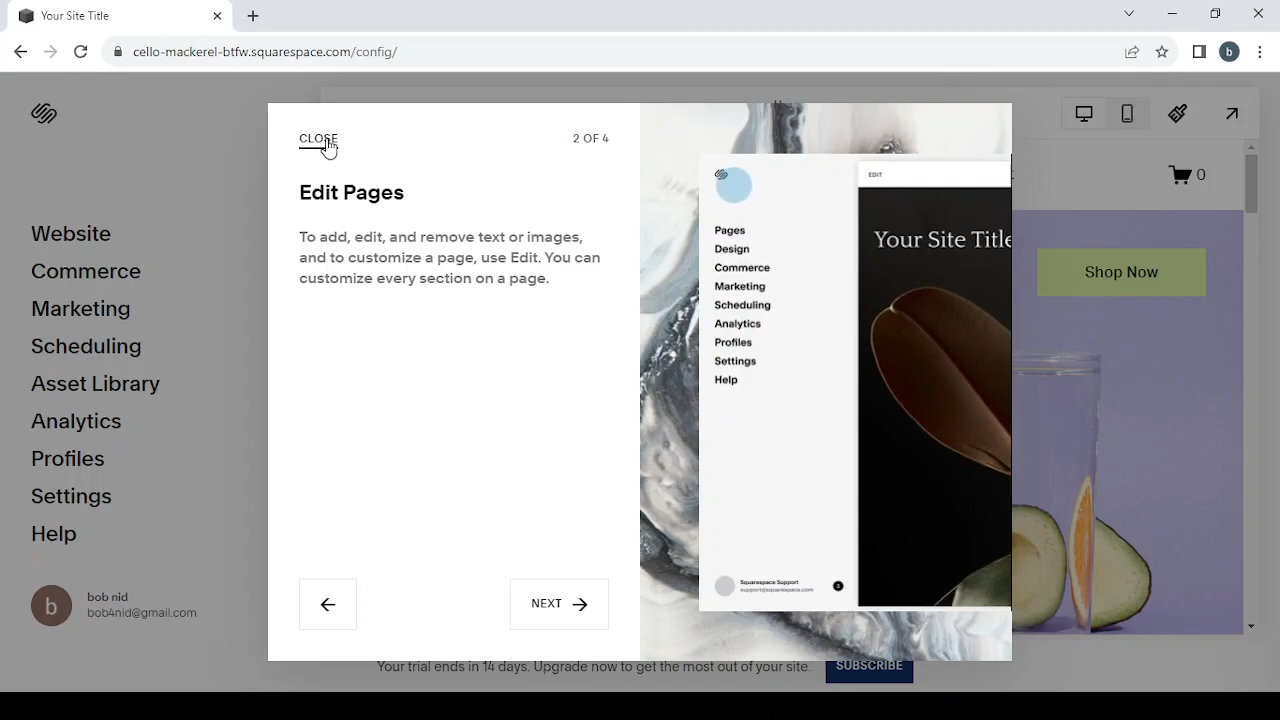 Your Site Title
cello-mackerel-btfw.squarespace.com/config/
b
Website
Commerce
Marketing
Scheduling
Asset Library
Analytics
Profiles
Settings
Help
b
bob nid
bob4nid@gmail.com
CLOSE
2 OF 4
Edit Pages
To add, edit, and remove text or images,
and to customize a page, use Edit. You can
customize every section on a page.
NEXT
EDIT
Your Site Title
Pages
Design
Commerce
Marketing
Scheduling
Analytics
Profiles
Settings
Help
Squarespace Support
support@squarespace.com
3
0
Shop Now
Your trial ends in 14 days. Upgrade now to get the most out of your site.
SUBSCRIBE